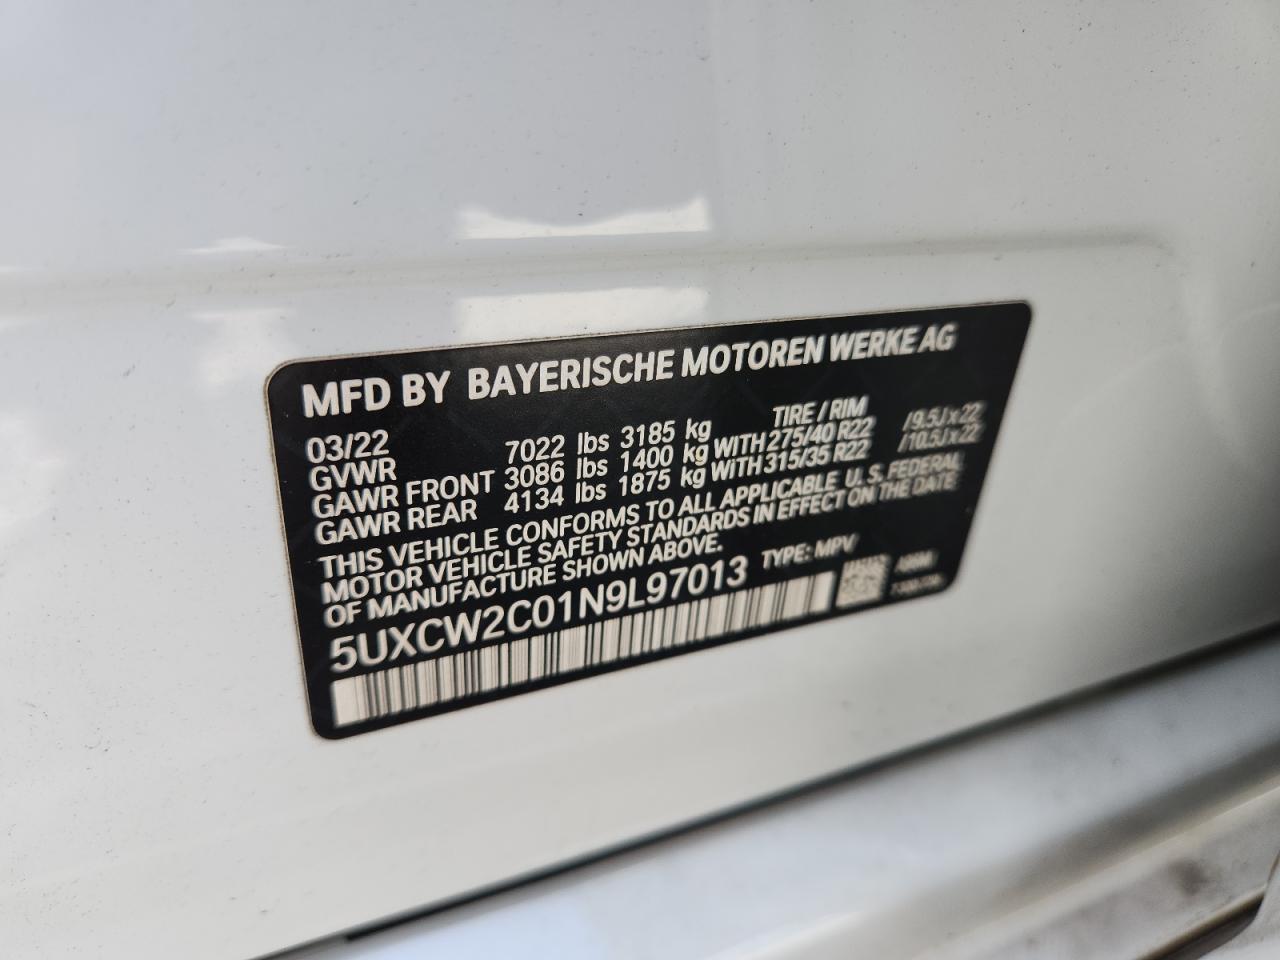 MFD BY BAYERISCHE MOTOREN WERKE AG
03/22 TIRE / RIM
GVWR 7022 lbs 3185 kg
GAWR FRONT 3086 lbs 1400 kg WITH 275/40 R22 /9.5J x 22
GAWR REAR 4134 lbs 1875 kg WITH 315/35 R22 /10.5J x 22
THIS VEHICLE CONFORMS TO ALL APPLICABLE U. S. FEDERAL
MOTOR VEHICLE SAFETY STANDARDS IN EFFECT ON THE DATE
OF MANUFACTURE SHOWN ABOVE.
5UXCW2C01N9L97013 TYPE: MPV